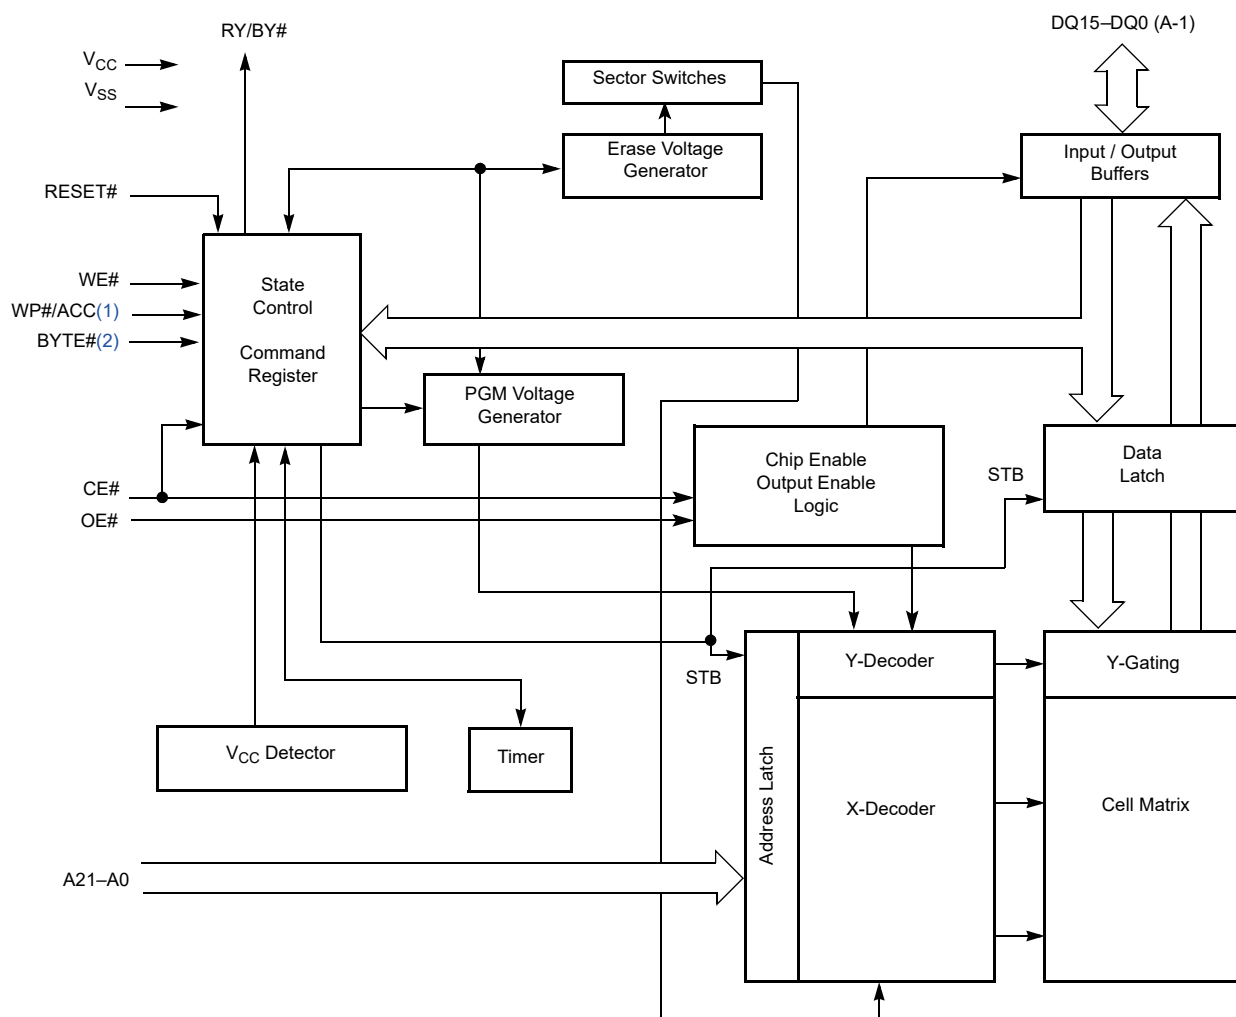 RY/BY#
DQ15–DQ0 (A-1)
VCC
VSS
Sector Switches
Erase Voltage
Generator
Input / Output
Buffers
RESET#
WE#
WP#/ACC(1)
BYTE#(2)
State
Control
Command
Register
PGM Voltage
Generator
Chip Enable
Output Enable
Logic
STB
Data
Latch
CE#
OE#
STB
Y-Decoder
Y-Gating
VCC Detector
Timer
Address Latch
X-Decoder
Cell Matrix
A21–A0